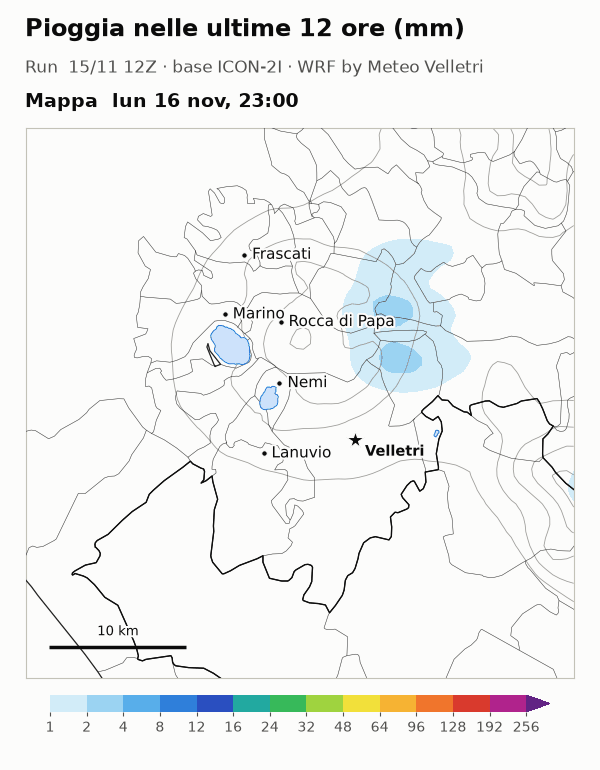 Pioggia nelle ultime 12 ore (mm)
Run  15/11 12Z · base ICON-2I · WRF by Meteo Velletri
Mappa  lun 16 nov, 23:00
Frascati
Marino
Rocca di Papa
Nemi
Velletri
Lanuvio
10 km
1 2 4 8 12 16 24 32 48 64 96 128 192 256